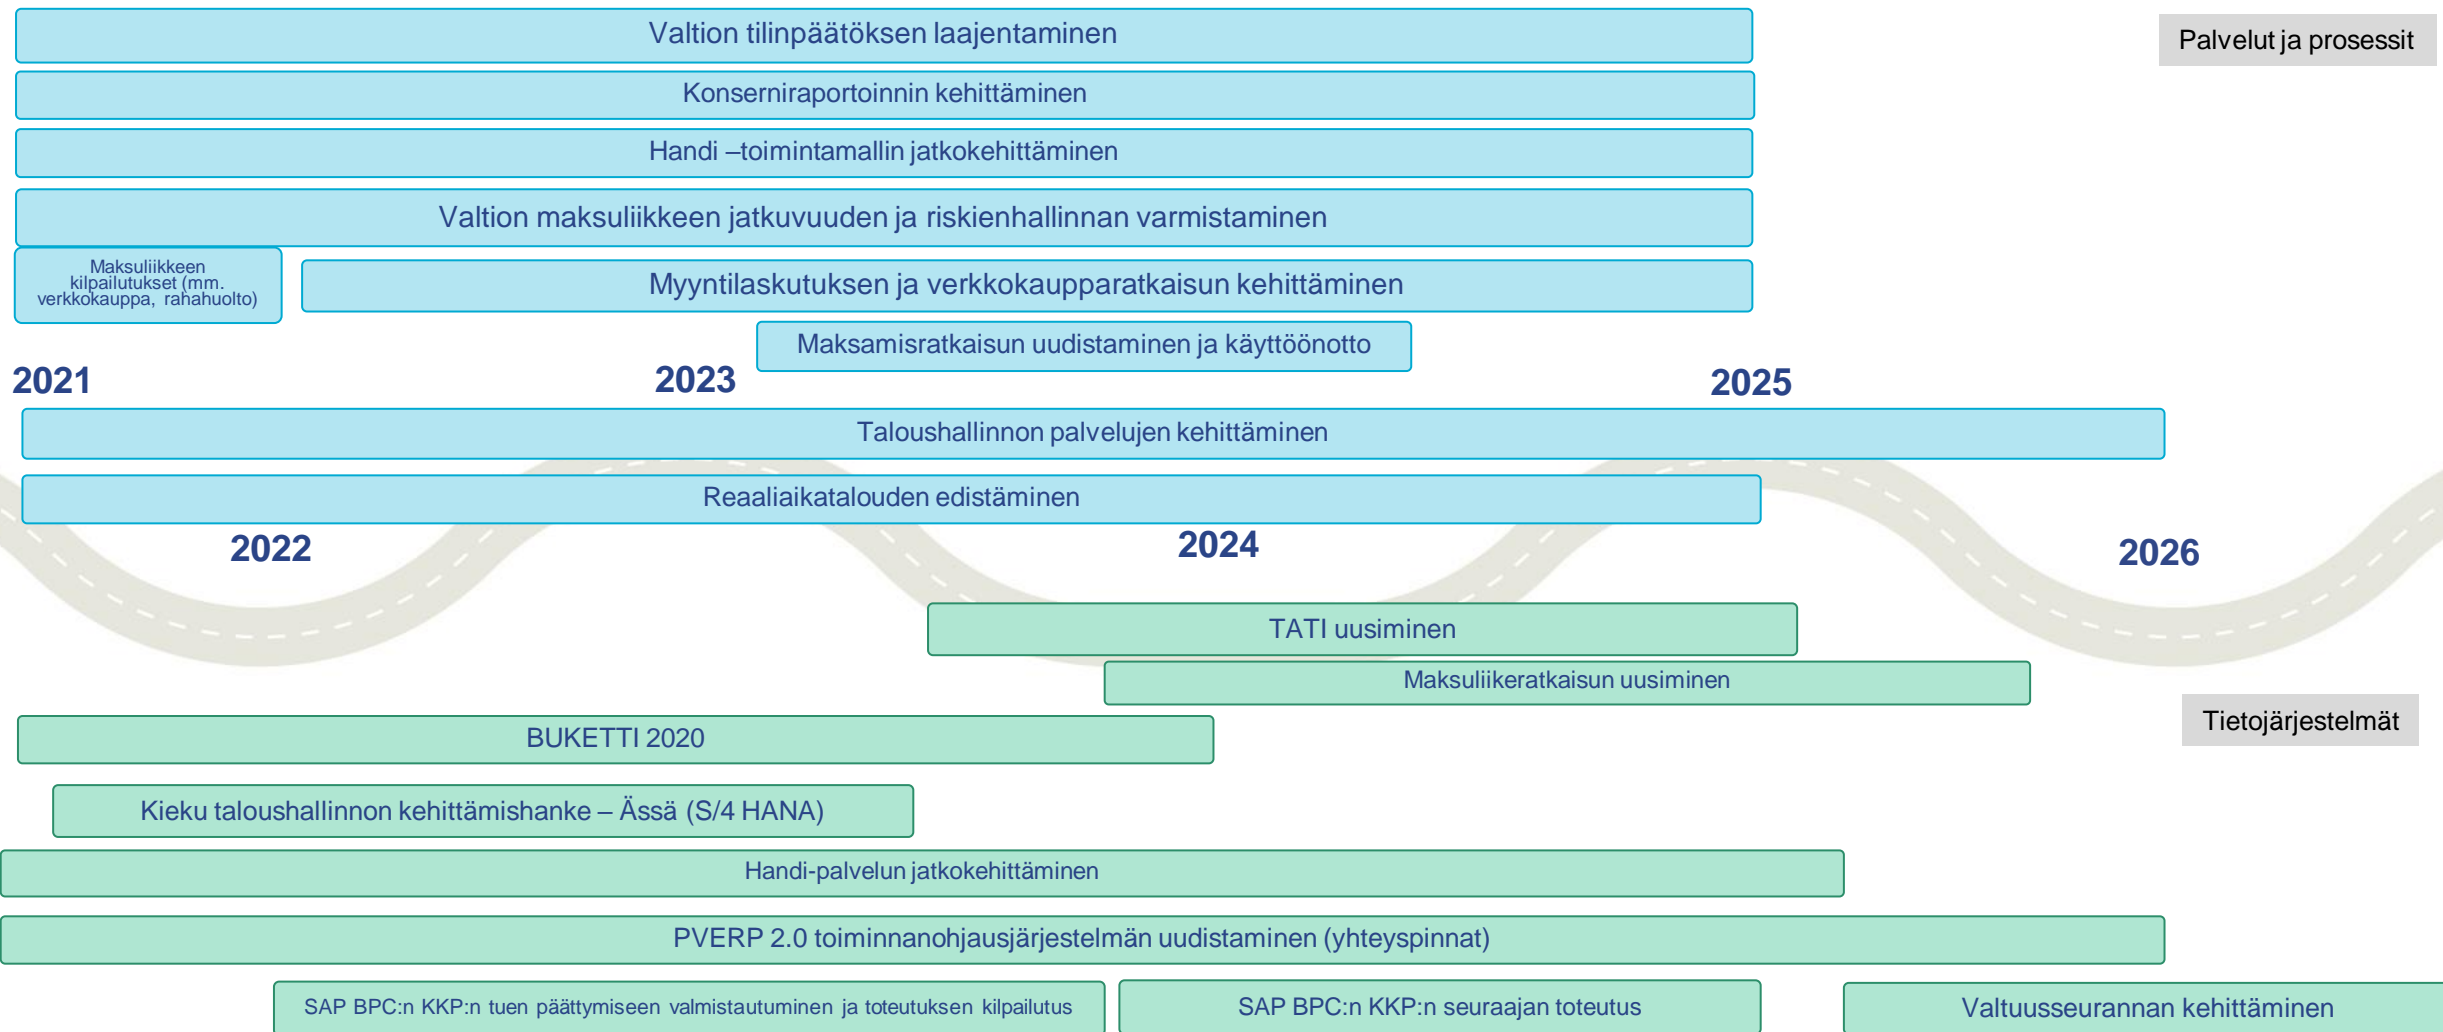 Valtion tilinpäätöksen laajentaminen
Palvelut ja prosessit
Konserniraportoinnin kehittäminen
Handi –toimintamallin jatkokehittäminen
Valtion maksuliikkeen jatkuvuuden ja riskienhallinnan varmistaminen
Maksuliikkeen
kilpailutukset (mm.
verkkokauppa, rahahuolto)
Myyntilaskutuksen ja verkkokaupparatkaisun kehittäminen
Maksamisratkaisun uudistaminen ja käyttöönotto
2021
2023
2025
Taloushallinnon palvelujen kehittäminen
Reaaliaikatalouden edistäminen
2022
2024
2026
TATI uusiminen
Maksuliikeratkaisun uusiminen
Tietojärjestelmät
BUKETTI 2020
Kieku taloushallinnon kehittämishanke – Ässä (S/4 HANA)
Handi-palvelun jatkokehittäminen
PVERP 2.0 toiminnanohjausjärjestelmän uudistaminen (yhteyspinnat)
SAP BPC:n KKP:n tuen päättymiseen valmistautuminen ja toteutuksen kilpailutus
SAP BPC:n KKP:n seuraajan toteutus
Valtuusseurannan kehittäminen